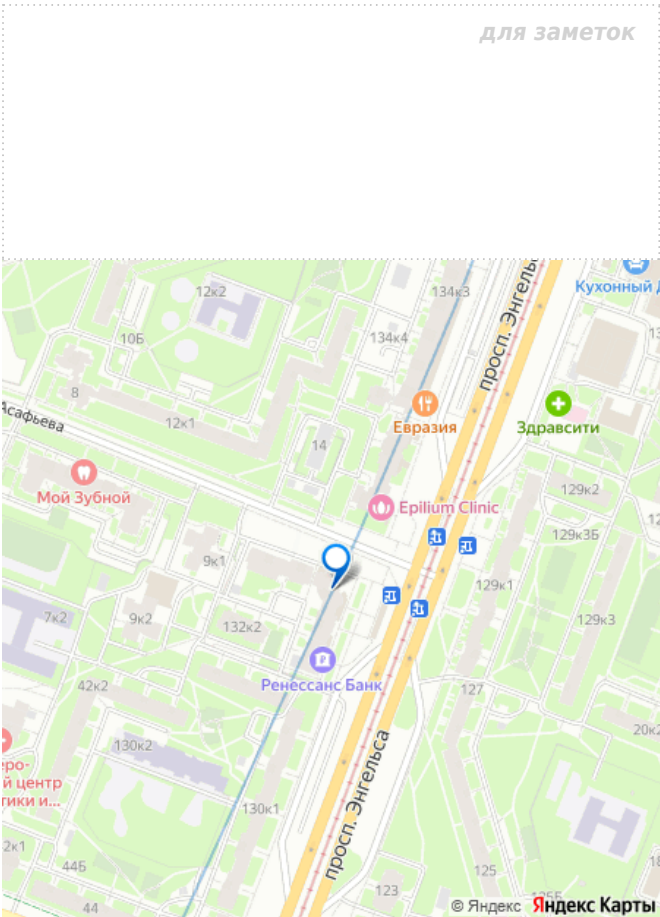 для заметок
12к2
134к3
просп. Энгельса
Кухонный Д
10Б
134к4
8
Асафьева
12к1
Евразия
Здравсити
14
Мой Зубной
Epilium Clinic
129к2
129к3Б
9к1
129к1
7к2
9к2
132к2
129к3
Ренессанс Банк
42к2
127
130к2
20к2
еро-
й центр
тики и...
просп. Энгельса
130к1
2к1
44Б
125
44
123
125Б
© Яндекс Яндекс Карты